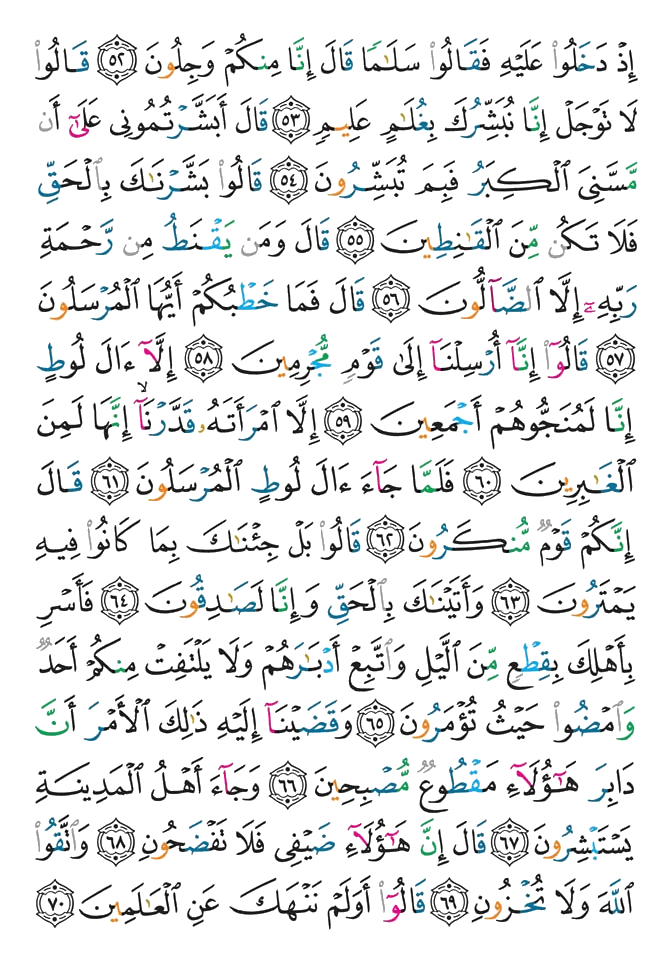 إِذْ دَخَلُوا۟ عَلَيْهِ فَقَالُوا۟ سَلَـٰمًا قَالَ إِنَّا مِنكُمْ وَجِلُونَ ٥٢ قَالُوا۟
لَا تَوْجَلْ إِنَّا نُبَشِّرُكَ بِغُلَـٰمٍ عَلِيمٍ ٥٣ قَالَ أَبَشَّرْتُمُونِى عَلَىٰٓ أَن
مَّسَّنِىَ ٱلْكِبَرُ فَبِمَ تُبَشِّرُونَ ٥٤ قَالُوا۟ بَشَّرْنَـٰكَ بِٱلْحَقِّ
فَلَا تَكُن مِّنَ ٱلْقَـٰنِطِينَ ٥٥ قَالَ وَمَن يَقْنَطُ مِن رَّحْمَةِ
رَبِّهِۦٓ إِلَّا ٱلضَّآلُّونَ ٥٦ قَالَ فَمَا خَطْبُكُمْ أَيُّهَا ٱلْمُرْسَلُونَ
٥٧ قَالُوٓا۟ إِنَّآ أُرْسِلْنَآ إِلَىٰ قَوْمٍ مُّجْرِمِينَ ٥٨ إِلَّآ ءَالَ لُوطٍ
إِنَّا لَمُنَجُّوهُمْ أَجْمَعِينَ ٥٩ إِلَّا ٱمْرَأَتَهُۥ قَدَّرْنَآ ۙ إِنَّهَا لَمِنَ
ٱلْغَـٰبِرِينَ ٦٠ فَلَمَّا جَآءَ ءَالَ لُوطٍ ٱلْمُرْسَلُونَ ٦١ قَالَ
إِنَّكُمْ قَوْمٌ مُّنكَرُونَ ٦٢ قَالُوا۟ بَلْ جِئْنَـٰكَ بِمَا كَانُوا۟ فِيهِ
يَمْتَرُونَ ٦٣ وَأَتَيْنَـٰكَ بِٱلْحَقِّ وَإِنَّا لَصَـٰدِقُونَ ٦٤ فَأَسْرِ
بِأَهْلِكَ بِقِطْعٍ مِّنَ ٱلَّيْلِ وَٱتَّبِعْ أَدْبَـٰرَهُمْ وَلَا يَلْتَفِتْ مِنكُمْ أَحَدٌ
وَٱمْضُوا۟ حَيْثُ تُؤْمَرُونَ ٦٥ وَقَضَيْنَآ إِلَيْهِ ذَٰلِكَ ٱلْأَمْرَ أَنَّ
دَابِرَ هَـٰٓؤُلَآءِ مَقْطُوعٌ مُّصْبِحِينَ ٦٦ وَجَآءَ أَهْلُ ٱلْمَدِينَةِ
يَسْتَبْشِرُونَ ٦٧ قَالَ إِنَّ هَـٰٓؤُلَآءِ ضَيْفِى فَلَا تَفْضَحُونِ ٦٨ وَٱتَّقُوا۟
ٱللَّهَ وَلَا تُخْزُونِ ٦٩ قَالُوٓا۟ أَوَلَمْ نَنْهَكَ عَنِ ٱلْعَـٰلَمِينَ ٧٠